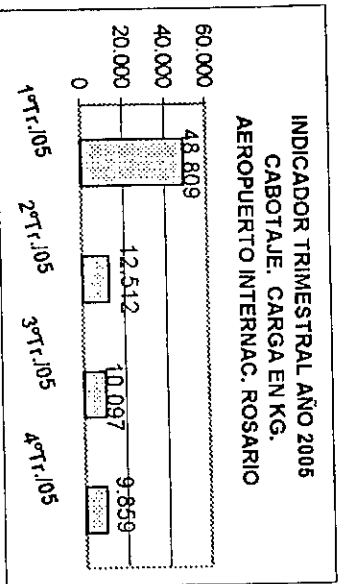 INDICADOR TRIMESTRAL AÑO 2005
CABOTAJE. CARGA EN KG.
AEROPUERTO INTERNAC. ROSARIO
60.000
40.000
20.000
0
48.809
12.512
10.097
9.859
1ºTr./05
2ºTr./05
3ºTr./05
4ºTr./05